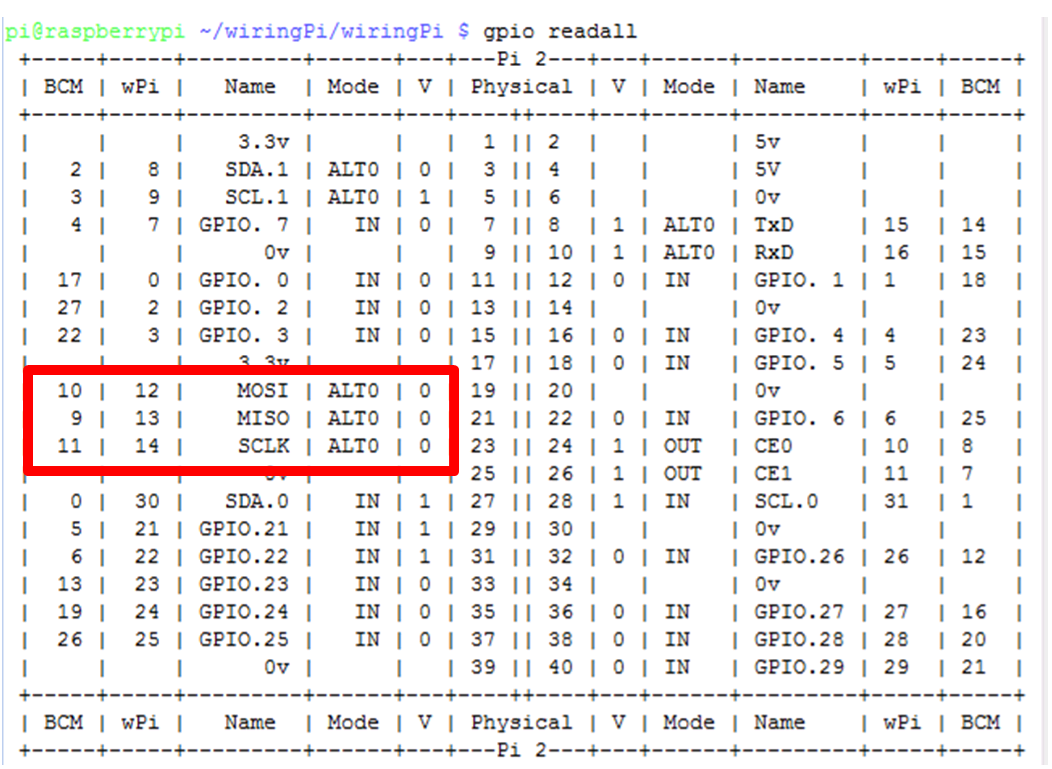 pi@raspberrypi ~/wiringPi/wiringPi $ gpio readall
+-----+-----+---------+------+---+---Pi 2---+---+------+---------+-----+-----+
| BCM | wPi |   Name  | Mode | V | Physical | V | Mode | Name    | wPi | BCM |
+-----+-----+---------+------+---+----++----+---+------+---------+-----+-----+
|     |     |    3.3v |      |   |  1 || 2  |   |      | 5v      |     |     |
|   2 |   8 |   SDA.1 | ALT0 | 0 |  3 || 4  |   |      | 5V      |     |     |
|   3 |   9 |   SCL.1 | ALT0 | 1 |  5 || 6  |   |      | 0v      |     |     |
|   4 |   7 | GPIO. 7 |   IN | 0 |  7 || 8  | 1 | ALT0 | TxD     | 15  | 14  |
|     |     |      0v |      |   |  9 || 10 | 1 | ALT0 | RxD     | 16  | 15  |
|  17 |   0 | GPIO. 0 |   IN | 0 | 11 || 12 | 0 | IN   | GPIO. 1 | 1   | 18  |
|  27 |   2 | GPIO. 2 |   IN | 0 | 13 || 14 |   |      | 0v      |     |     |
|  22 |   3 | GPIO. 3 |   IN | 0 | 15 || 16 | 0 | IN   | GPIO. 4 | 4   | 23  |
|     |     |    3.3v |      |   | 17 || 18 | 0 | IN   | GPIO. 5 | 5   | 24  |
|  10 |  12 |    MOSI | ALT0 | 0 | 19 || 20 |   |      | 0v      |     |     |
|   9 |  13 |    MISO | ALT0 | 0 | 21 || 22 | 0 | IN   | GPIO. 6 | 6   | 25  |
|  11 |  14 |    SCLK | ALT0 | 0 | 23 || 24 | 1 | OUT  | CE0     | 10  | 8   |
|     |     |      0v |      |   | 25 || 26 | 1 | OUT  | CE1     | 11  | 7   |
|   0 |  30 |   SDA.0 |   IN | 1 | 27 || 28 | 1 | IN   | SCL.0   | 31  | 1   |
|   5 |  21 | GPIO.21 |   IN | 1 | 29 || 30 |   |      | 0v      |     |     |
|   6 |  22 | GPIO.22 |   IN | 1 | 31 || 32 | 0 | IN   | GPIO.26 | 26  | 12  |
|  13 |  23 | GPIO.23 |   IN | 0 | 33 || 34 |   |      | 0v      |     |     |
|  19 |  24 | GPIO.24 |   IN | 0 | 35 || 36 | 0 | IN   | GPIO.27 | 27  | 16  |
|  26 |  25 | GPIO.25 |   IN | 0 | 37 || 38 | 0 | IN   | GPIO.28 | 28  | 20  |
|     |     |      0v |      |   | 39 || 40 | 0 | IN   | GPIO.29 | 29  | 21  |
+-----+-----+---------+------+---+----++----+---+------+---------+-----+-----+
| BCM | wPi |   Name  | Mode | V | Physical | V | Mode | Name    | wPi | BCM |
+-----+-----+---------+------+---+---Pi 2---+---+------+---------+-----+-----+